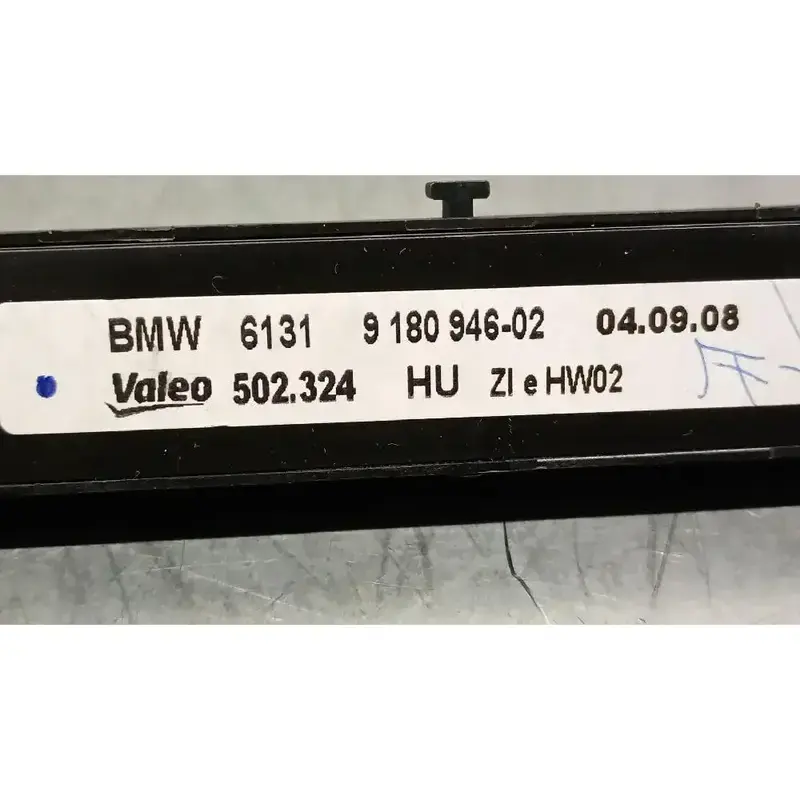 BMW 6131 9 180 946-02 04.09.08
Valeo 502.324 HU ZI e HW02